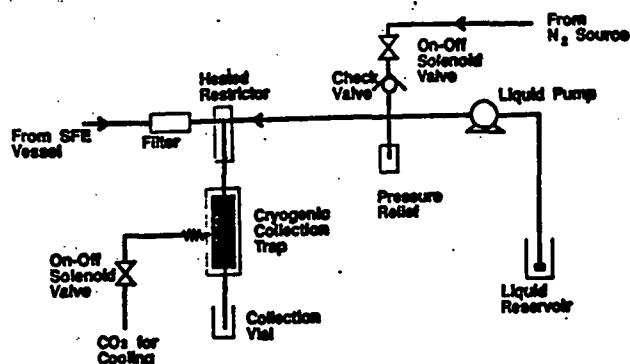 From
N2 Source
On-Off
Solenoid
Valve
Heated
Restrictor
Check
Valve
Liquid Pump
From SFE
Vessel
Filter
Pressure
Relief
Cryogenic
Collection
Trap
On-Off
Solenoid
Valve
Liquid
Reservoir
Collection
Vial
CO2 for
Cooling